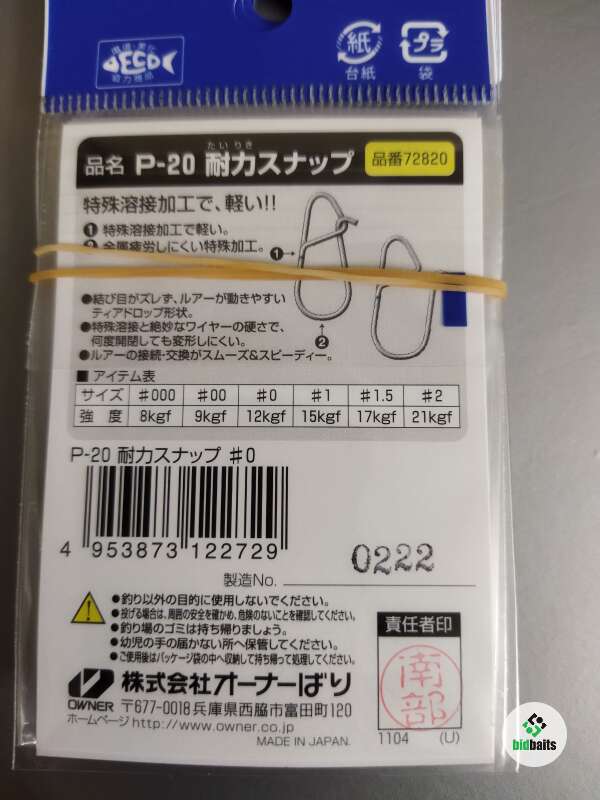 環境・変化
ECO
努力商品
紙
台紙
プラ
袋
たいりき
品名 P-20 耐力スナップ 品番72820
特殊溶接加工で、軽い!!
❶特殊溶接加工で軽い。
❷金属疲労しにくい特殊加工。
❶
❷
●結び目がズレず、ルアーが動きやすい
ティアドロップ形状。
●特殊溶接と絶妙なワイヤーの硬さで、
何度開閉しても変形しにくい。
●ルアーの接続・交換がスムーズ&スピーディー。
■ アイテム表
サイズ #000 #00 #0 #1 #1.5 #2
強度 8kgf 9kgf 12kgf 15kgf 17kgf 21kgf
P-20 耐力スナップ #0
4 953873 122729
0222
製造No.
●釣り以外の目的に使用しないでください。
●投げる場合は、周囲の安全を確かめ、危険のないことを確認してください。
●釣り場のゴミは持ち帰りましょう。
●幼児の手の届かない所へ保管してください。
●ご使用後はパッケージ袋の中へ収納して持ち帰って処理してください。
責任者印
南部
1104 (U)
OWNER
株式会社オーナーばり
〒677-0018兵庫県西脇市富田町120
ホームページ http://www.owner.co.jp
MADE IN JAPAN.
bidbaits